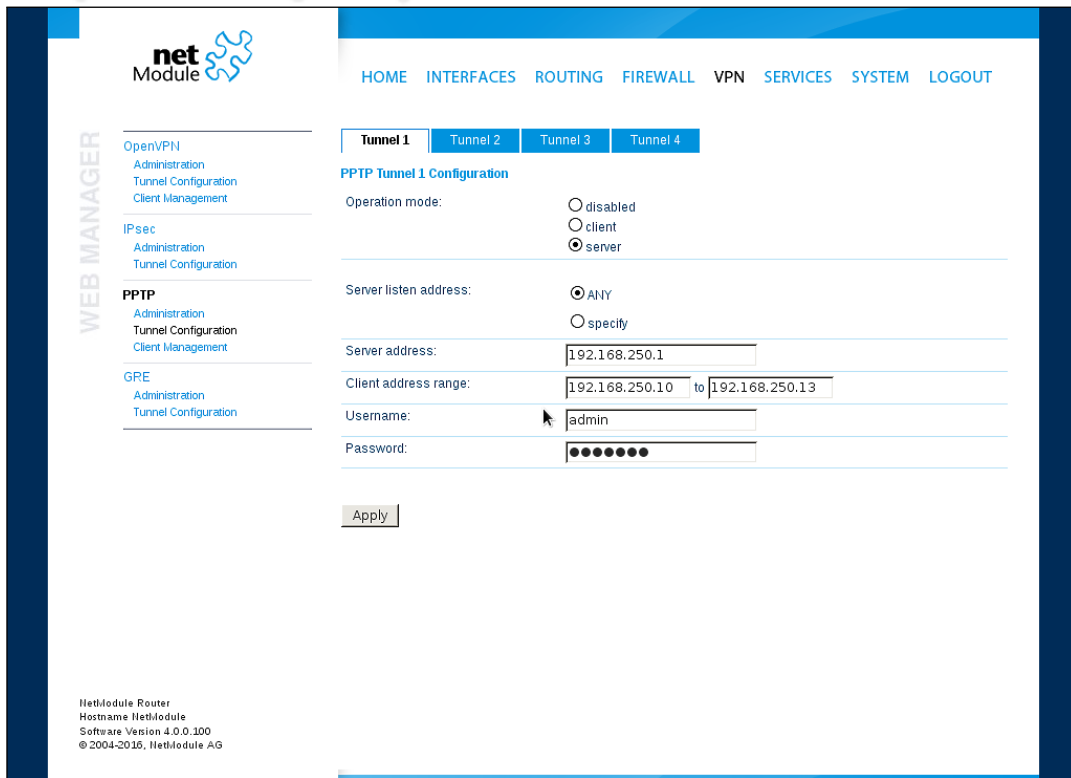 net
Module
HOME INTERFACES ROUTING FIREWALL VPN SERVICES SYSTEM LOGOUT
WEB MANAGER
OpenVPN
Administration
Tunnel Configuration
Client Management
IPsec
Administration
Tunnel Configuration
PPTP
Administration
Tunnel Configuration
Client Management
GRE
Administration
Tunnel Configuration
Tunnel 1 Tunnel 2 Tunnel 3 Tunnel 4
PPTP Tunnel 1 Configuration
Operation mode:
disabled
client
server
Server listen address:
ANY
specify
Server address: 192.168.250.1
Client address range: 192.168.250.10 to 192.168.250.13
Username: admin
Password: ●●●●●●●
Apply
NetModule Router
Hostname NetModule
Software Version 4.0.0.100
© 2004-2016, NetModule AG